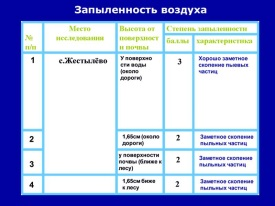 Запыленность воздуха
№ п/п
Место исследования
Высота от поверхност и почвы
Степень запыленности
баллы
характеристика
1
с.Жестылёво
У поверхно
сти воды
(около
дороги)
3
Хорошо заметное
скопление пылевых
частиц
2
1,65см (около
дороги)
2
Заметное скопление
пыльных частиц
3
у поверхности
почвы (ближе к
лесу)
2
Заметное скопление
пыльных частиц
4
1,65см ближе
к лесу
2
Заметное скопление
пыльных частиц